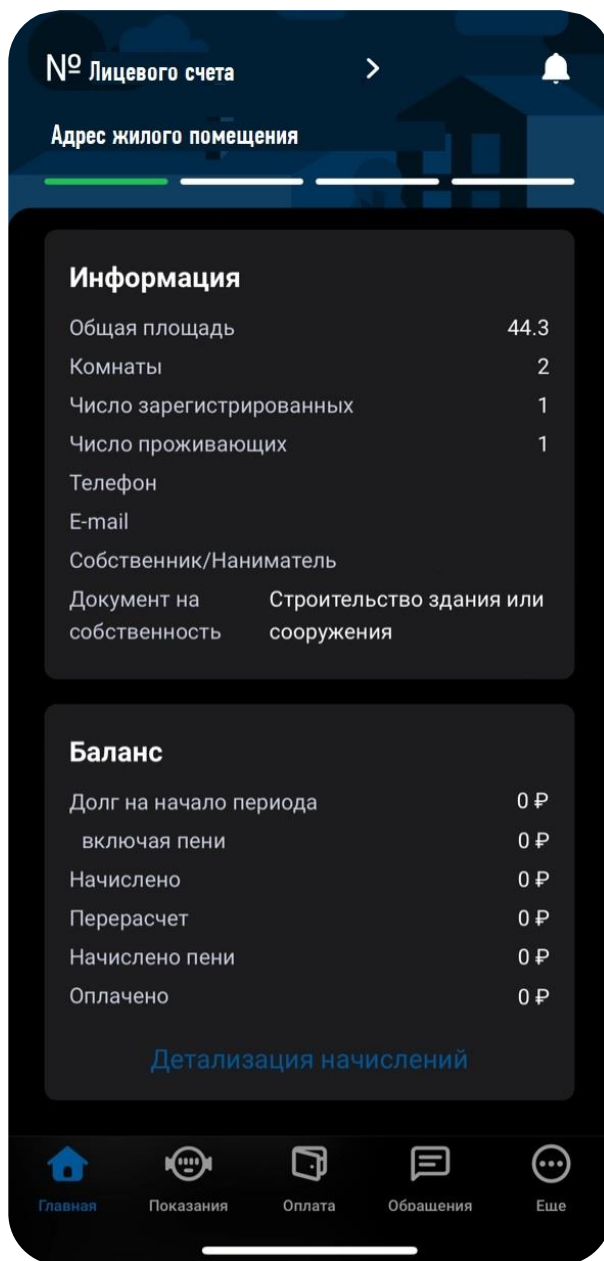 № Лицевого счета
Адрес жилого помещения
Информация
Общая площадь 44.3
Комнаты 2
Число зарегистрированных 1
Число проживающих 1
Телефон
E-mail
Собственник/Наниматель
Документ на Строительство здания или
собственность сооружения
Баланс
Долг на начало периода 0 ₽
включая пени 0 ₽
Начислено 0 ₽
Перерасчет 0 ₽
Начислено пени 0 ₽
Оплачено 0 ₽
Детализация начислений
Главная Показания Оплата Обращения Еще